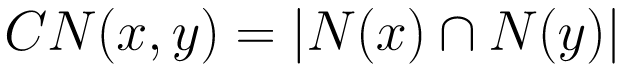 CN(x, y) = |N(x) ∩ N(y)|